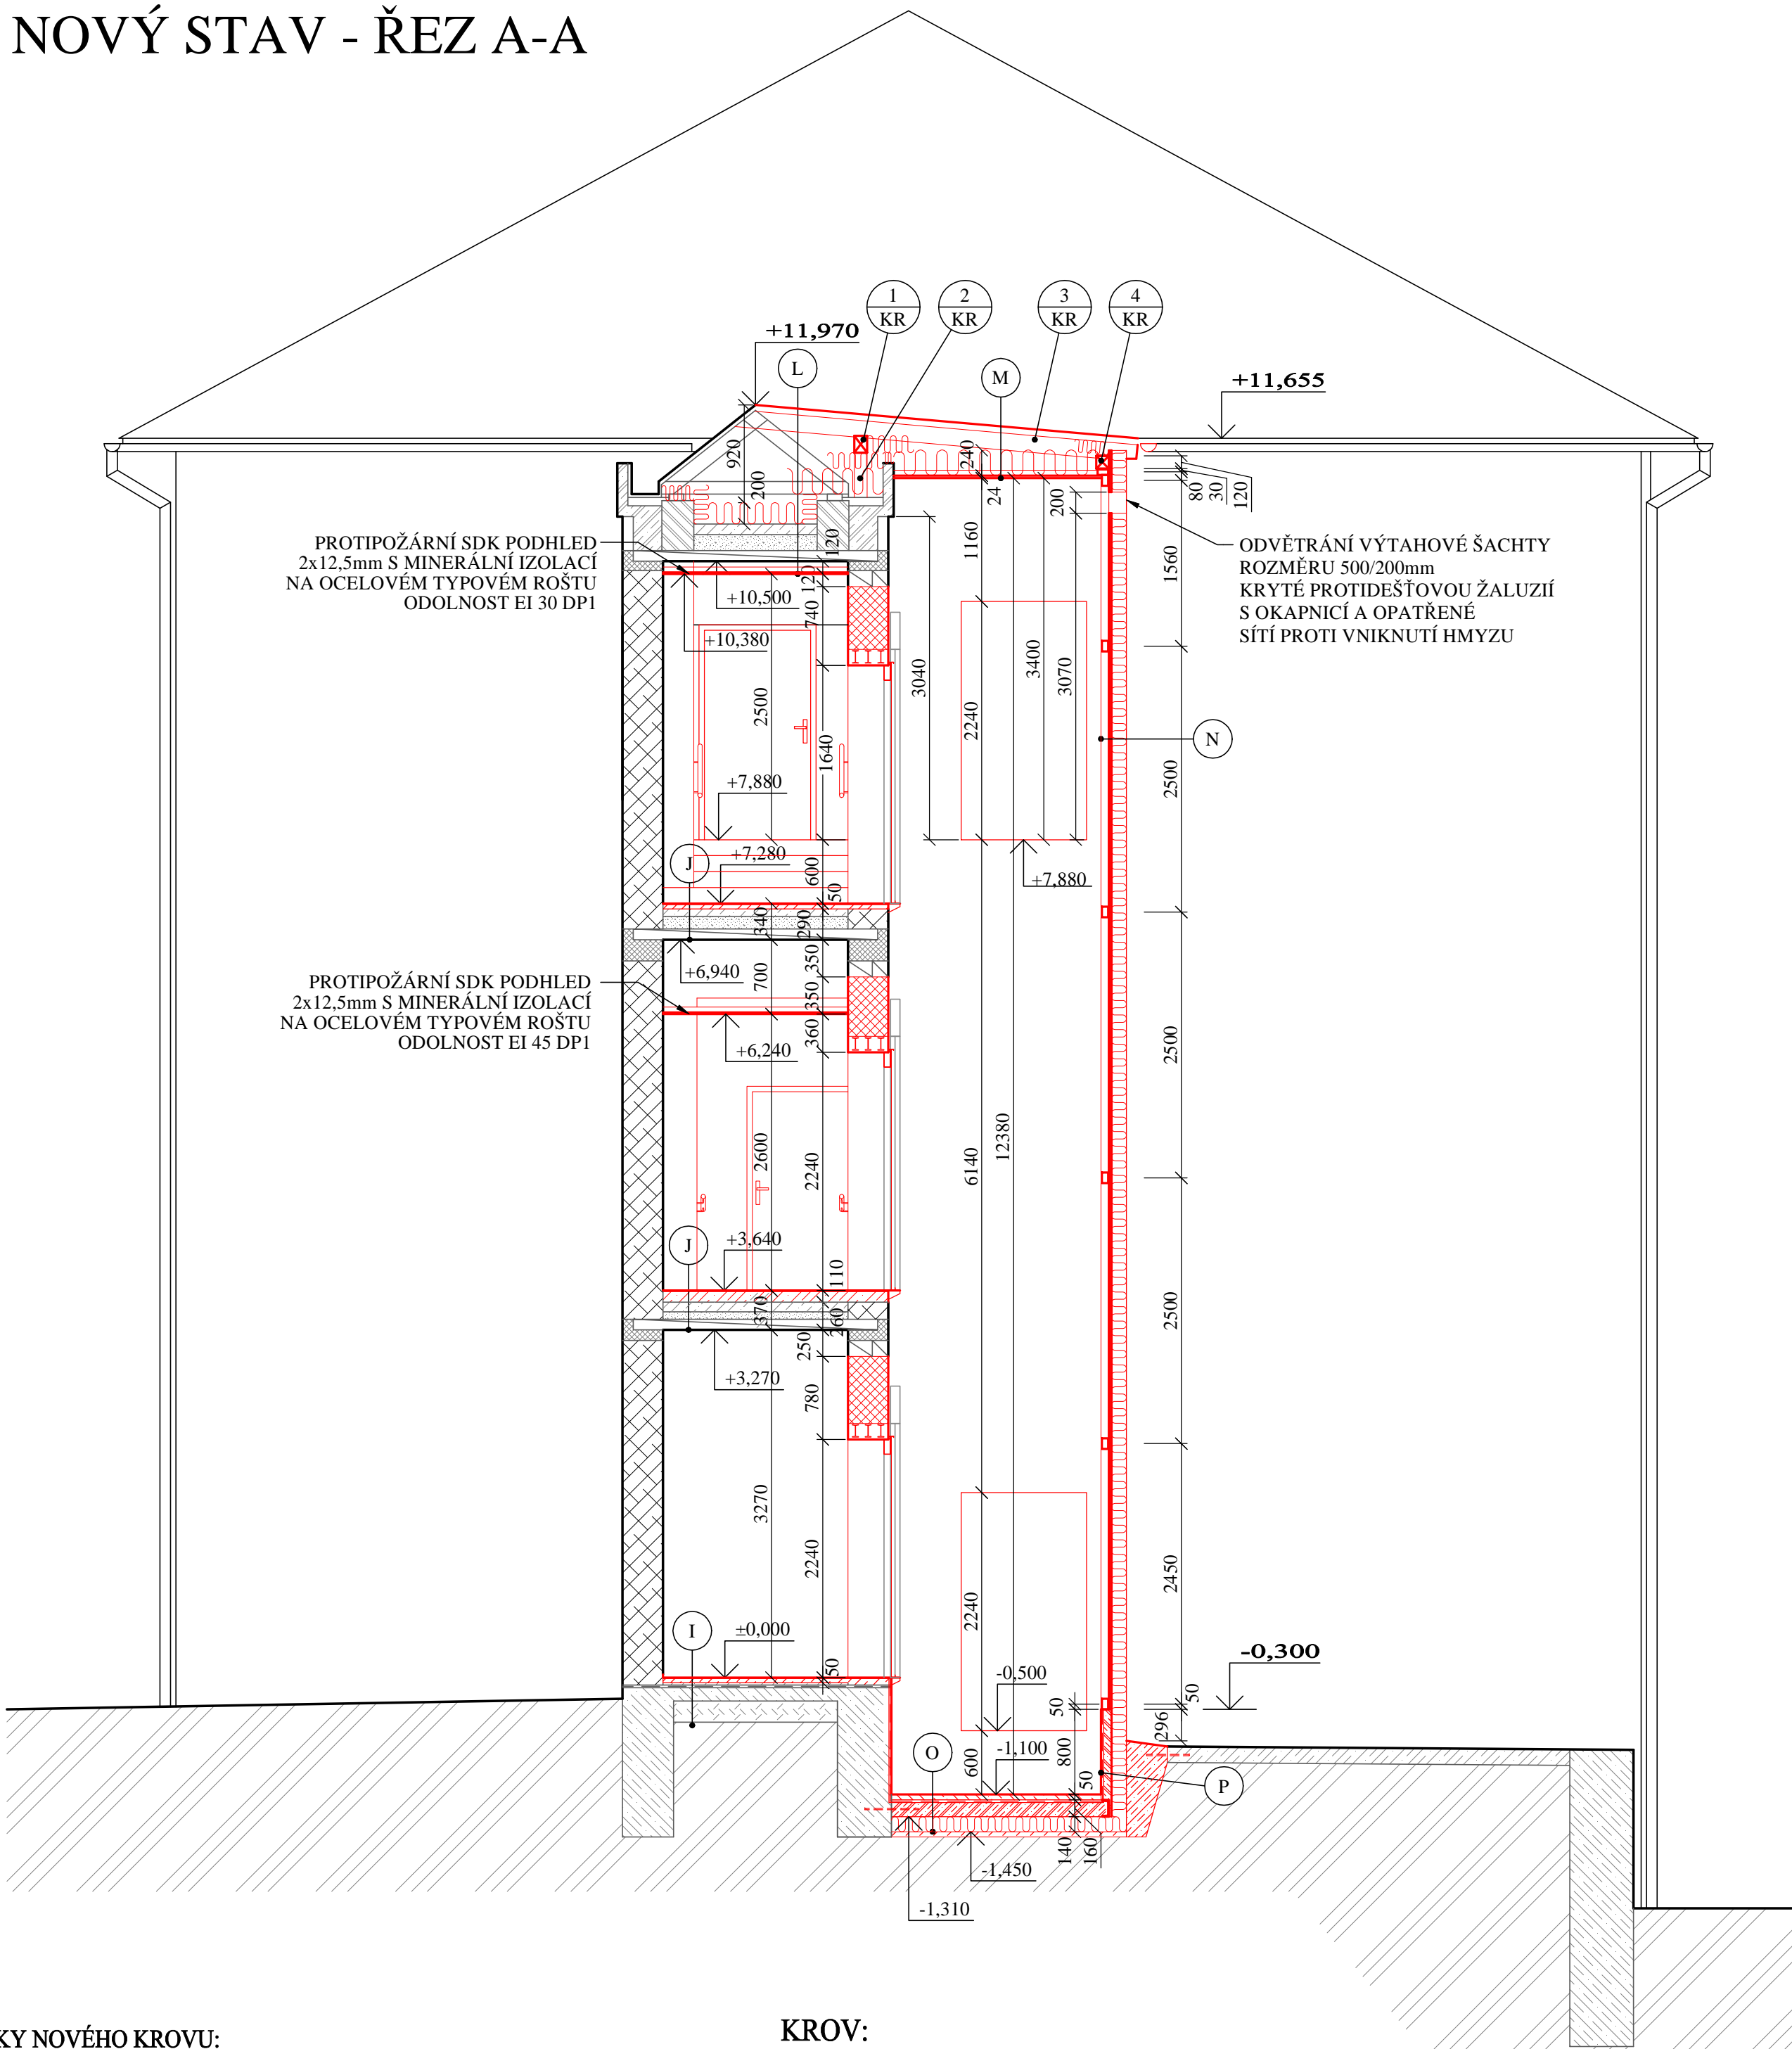 NOVÝ STAV - ŘEZ A-A
1
KR
2
KR
3
KR
4
KR
+11,970
L
M
+11,655
920
200
240
24
200
80
30
120
1160
1560
PROTIPOŽÁRNÍ SDK PODHLED
2x12,5mm S MINERÁLNÍ IZOLACÍ
NA OCELOVÉM TYPOVÉM ROŠTU
ODOLNOST EI 30 DP1
ODVĚTRÁNÍ VÝTAHOVÉ ŠACHTY
ROZMĚRU 500/200mm
KRYTÉ PROTIDEŠŤOVOU ŽALUZIÍ
S OKAPNICÍ A OPATŘENÉ
SÍTÍ PROTI VNIKNUTÍ HMYZU
120
120
+10,500
740
+10,380
3040
3400
3070
2500
2240
1640
N
2500
+7,880
+7,280
J
600
50
+7,880
340
290
+6,940
700
350
PROTIPOŽÁRNÍ SDK PODHLED
2x12,5mm S MINERÁLNÍ IZOLACÍ
NA OCELOVÉM TYPOVÉM ROŠTU
ODOLNOST EI 45 DP1
350
360
+6,240
2500
2600
2240
6140
12380
J
+3,640
110
370
260
250
2500
+3,270
780
3270
2240
2240
2450
I
±0,000
50
-0,500
-0,300
50
50
296
O
600
-1,100
800
50
P
140
160
-1,450
-1,310
KY NOVÉHO KROVU:
KROV: